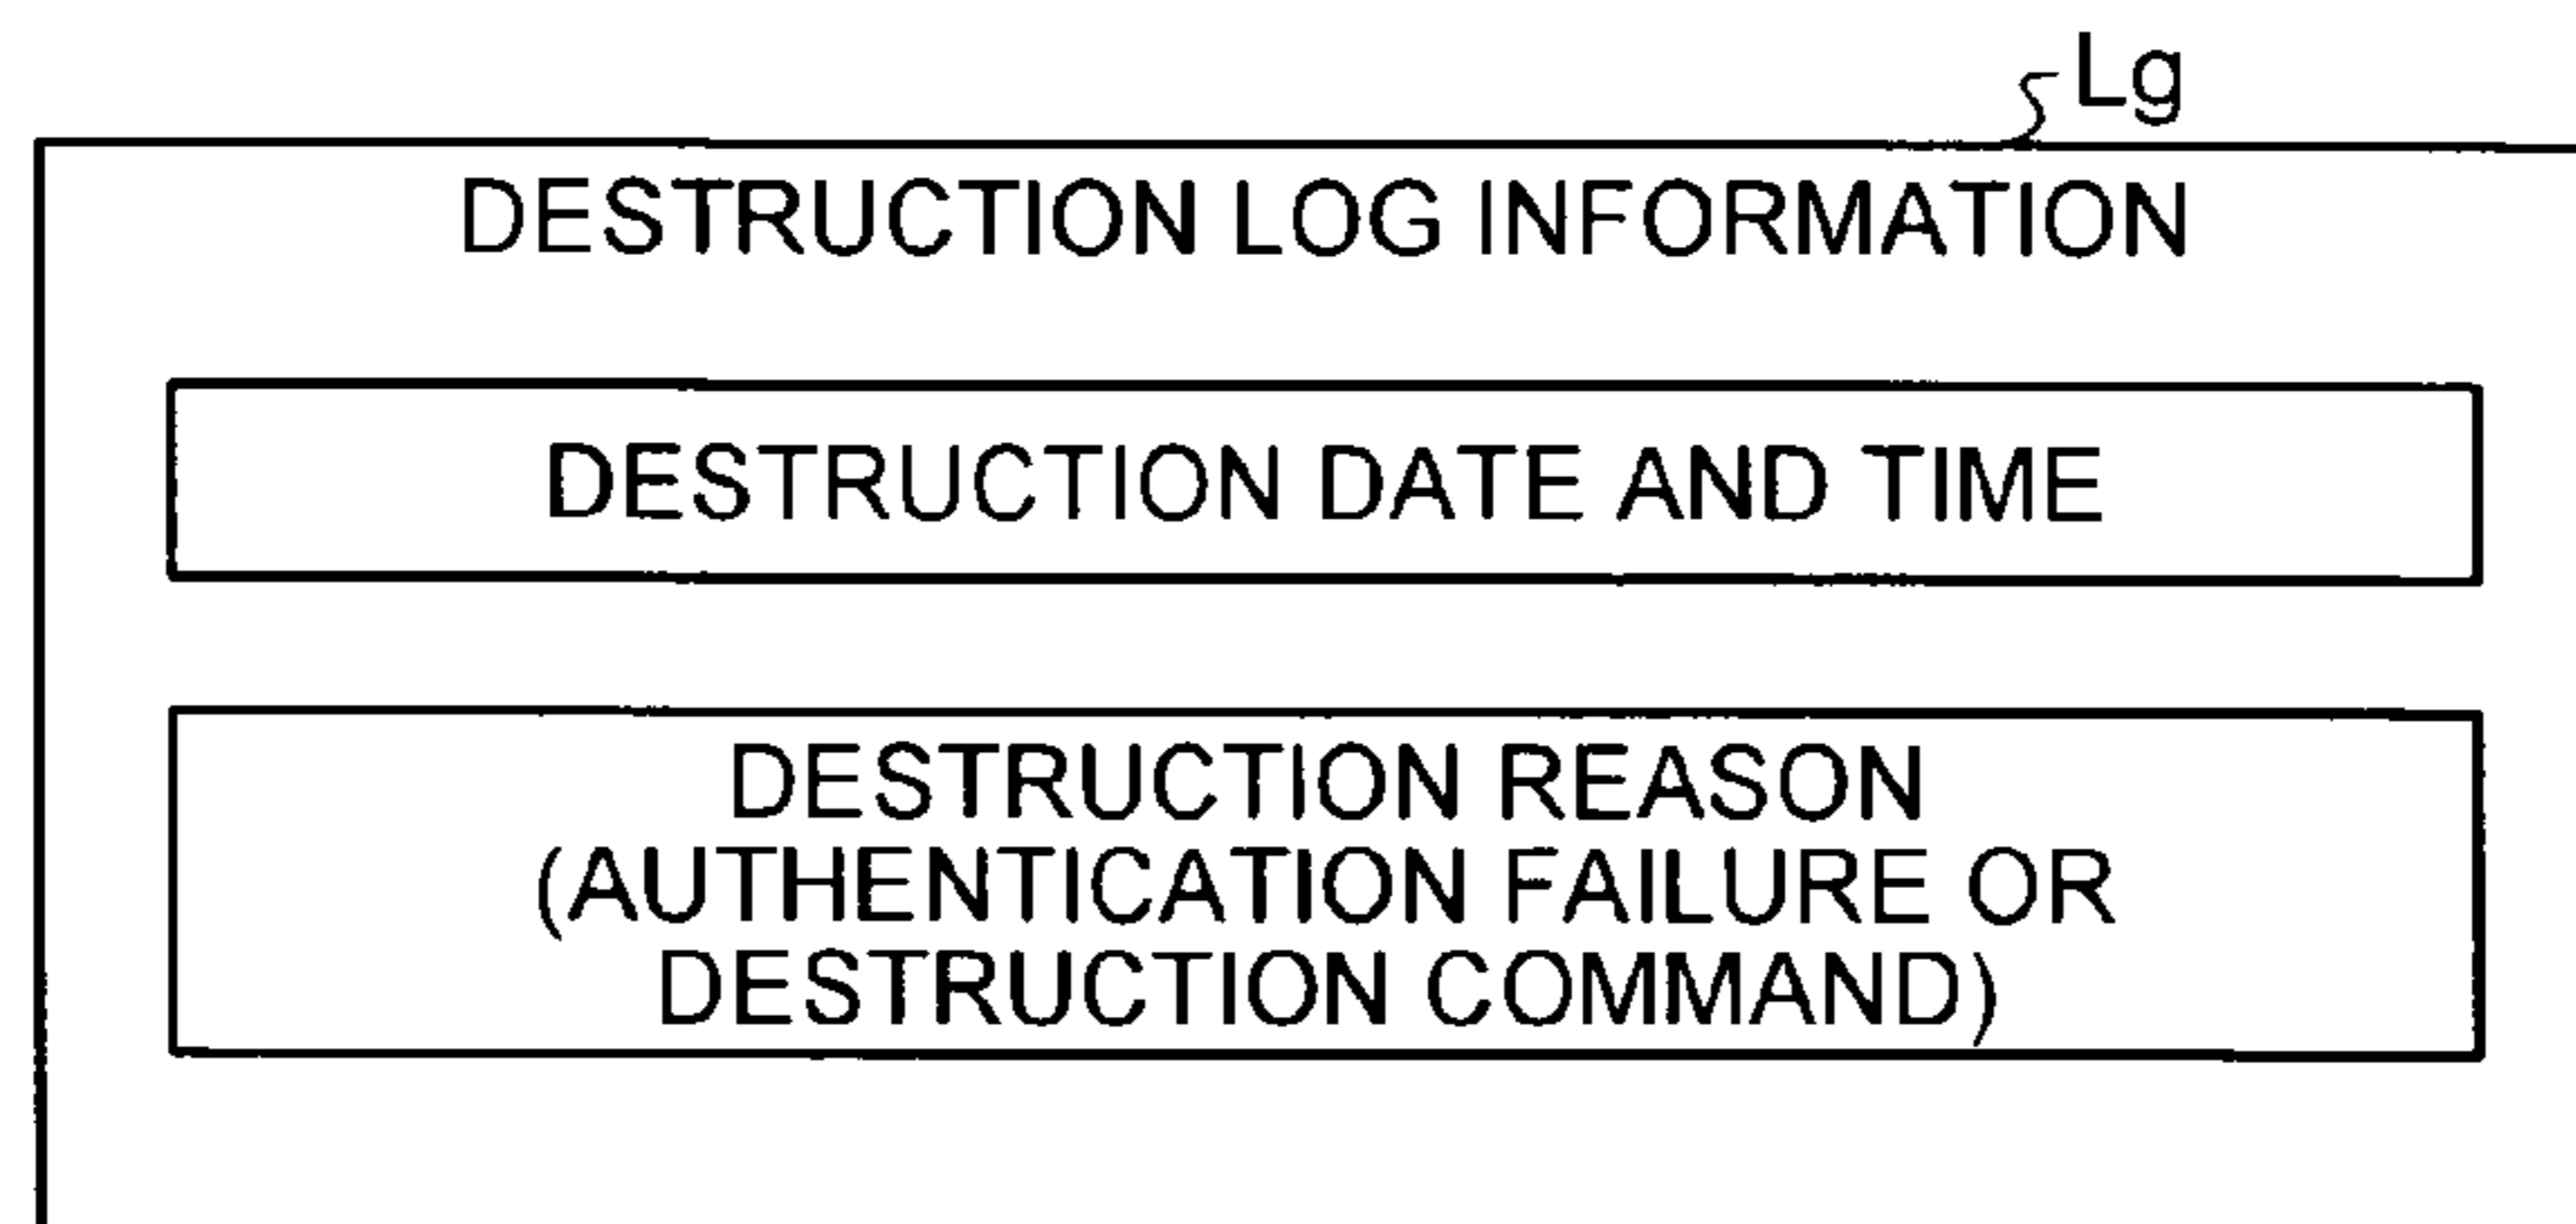 Lg
DESTRUCTION LOG INFORMATION
DESTRUCTION DATE AND TIME
DESTRUCTION REASON
(AUTHENTICATION FAILURE OR
DESTRUCTION COMMAND)